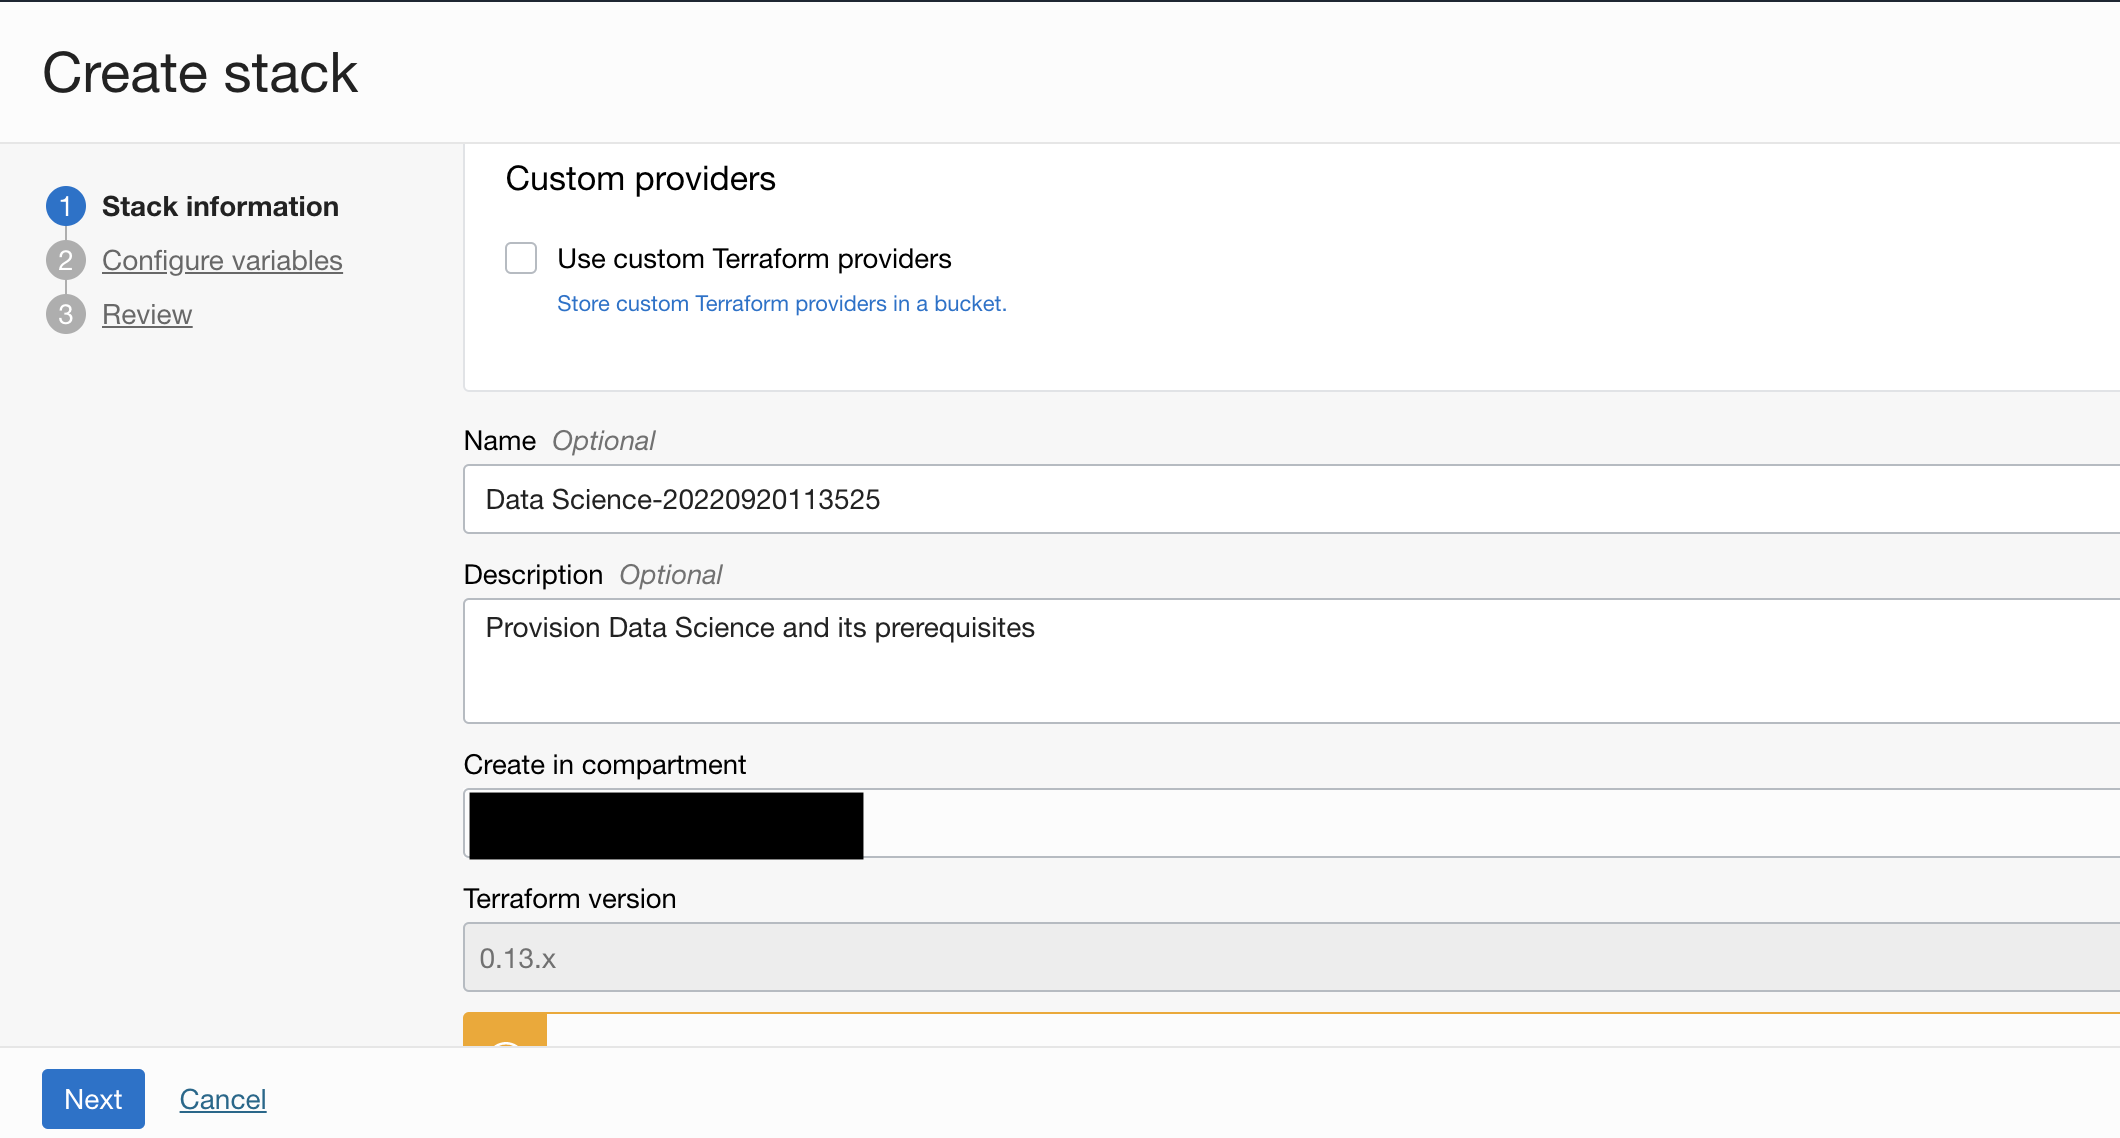 Create stack
1 Stack information
2 Configure variables
3 Review
Custom providers
Use custom Terraform providers
Store custom Terraform providers in a bucket.
Name Optional
Data Science-20220920113525
Description Optional
Provision Data Science and its prerequisites
Create in compartment
Terraform version
0.13.x
Next Cancel